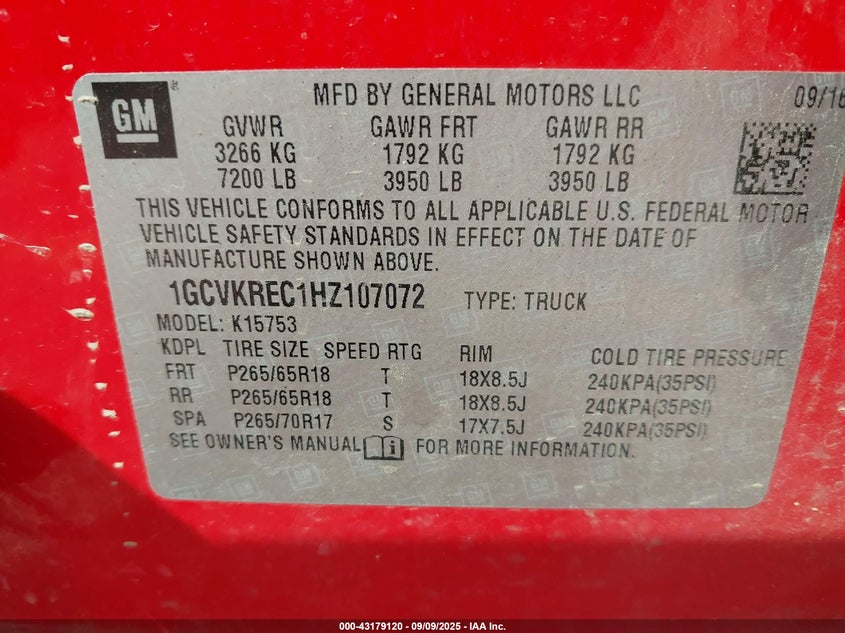 GM ®
MFD BY GENERAL MOTORS LLC 09/16
GVWR GAWR FRT GAWR RR
3266 KG 1792 KG 1792 KG
7200 LB 3950 LB 3950 LB
THIS VEHICLE CONFORMS TO ALL APPLICABLE U.S. FEDERAL MOTOR
VEHICLE SAFETY STANDARDS IN EFFECT ON THE DATE OF
MANUFACTURE SHOWN ABOVE.
1GCVKREC1HZ107072 TYPE: TRUCK
MODEL: K15753
KDPL TIRE SIZE SPEED RTG RIM COLD TIRE PRESSURE
FRT P265/65R18 T 18X8.5J 240KPA(35PSI)
RR P265/65R18 T 18X8.5J 240KPA(35PSI)
SPA P265/70R17 S 17X7.5J 240KPA(35PSI)
SEE OWNER'S MANUAL FOR MORE INFORMATION.
000-43179120 - 09/09/2025 - IAA Inc.